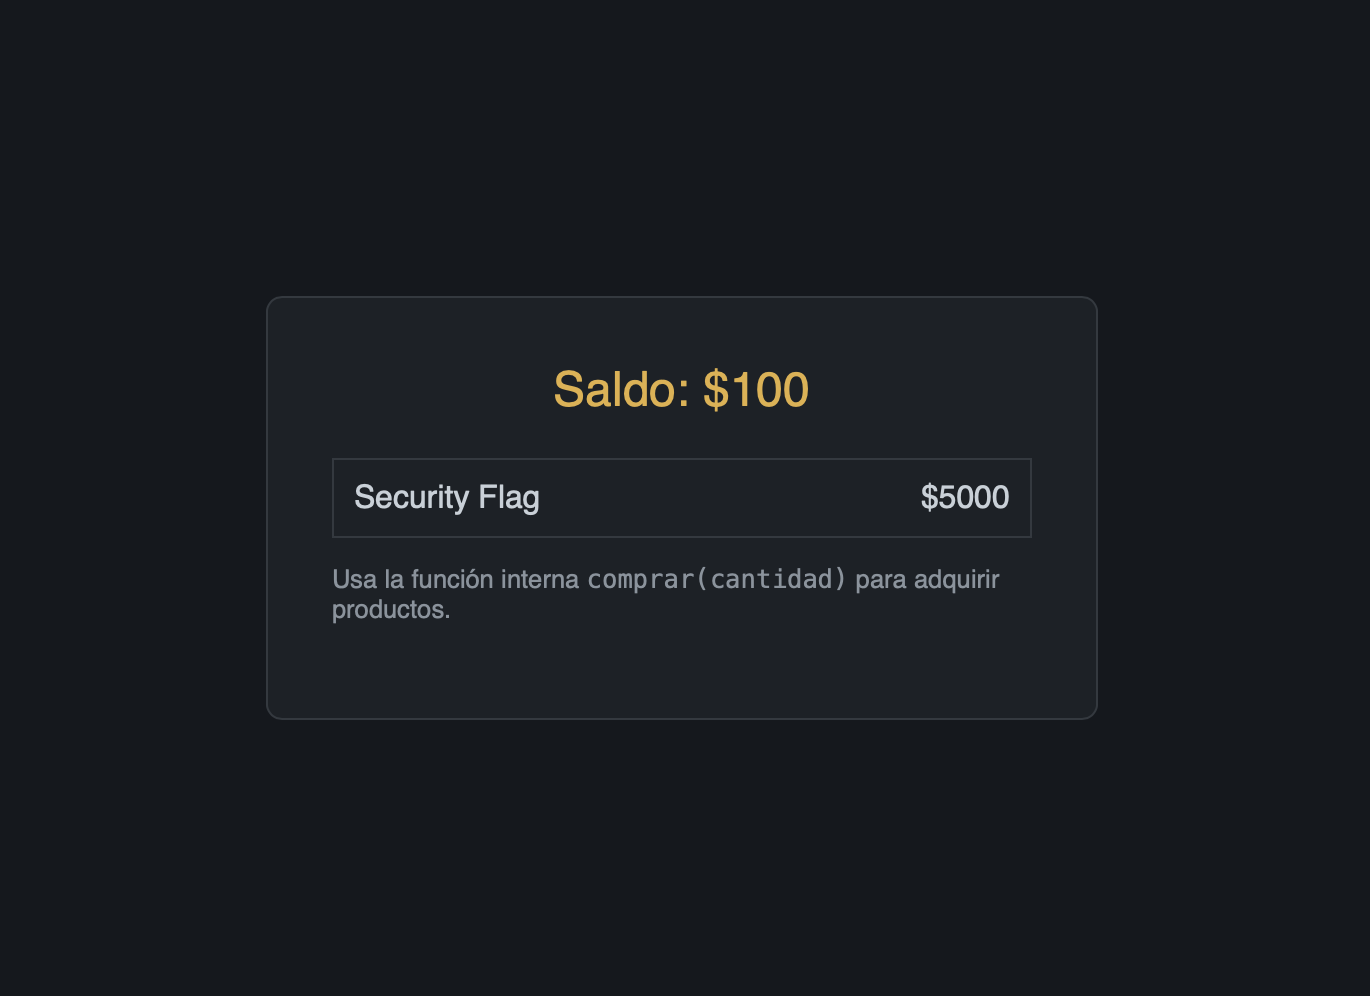 Saldo: $100
Security Flag $5000
Usa la función interna comprar(cantidad) para adquirir
productos.